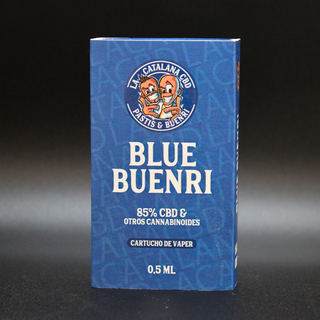 LA CATALANA CBD
PASTIS & BUENRI
BLUE
BUENRI
85% CBD &
OTROS CANNABINOIDES
CARTUCHO DE VAPER
0,5 ML